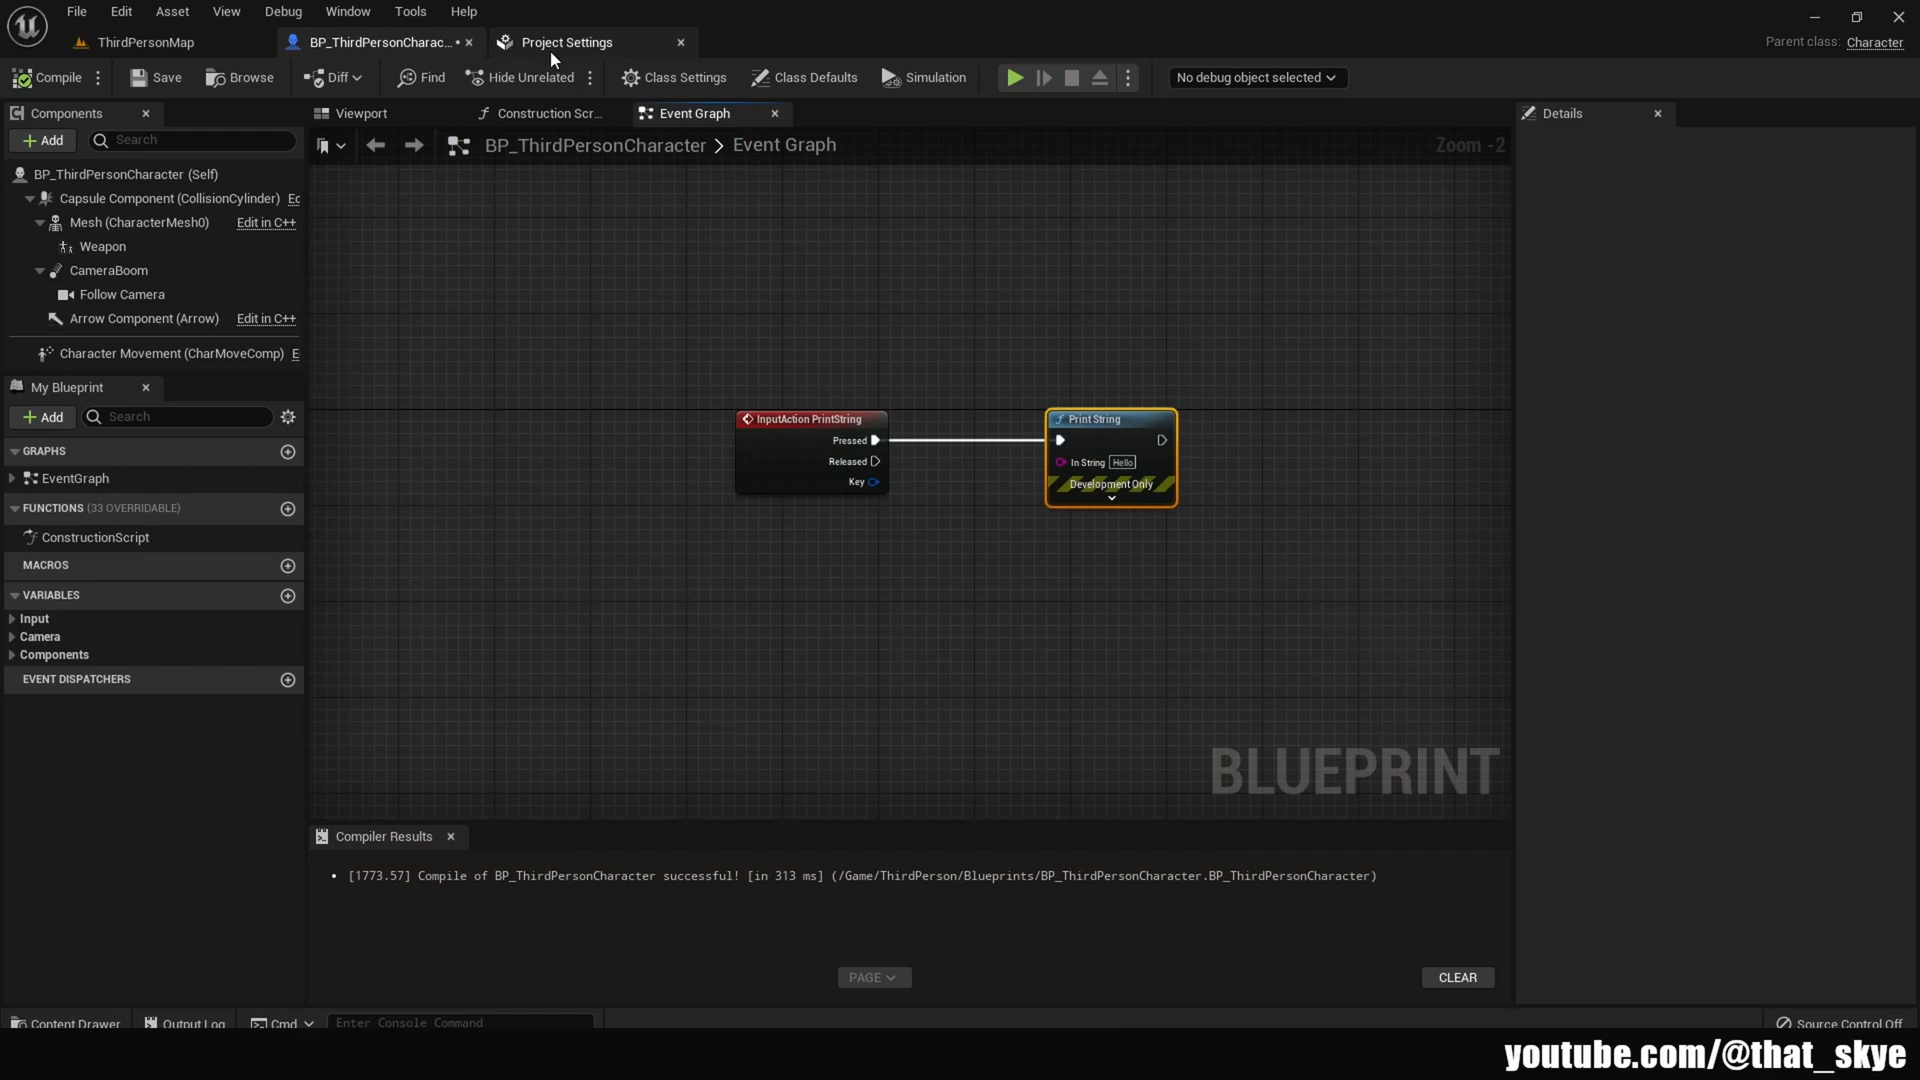 File Edit Asset View Debug Window Tools Help
ThirdPersonMap BP_ThirdPersonCharac... • Project Settings
Parent class: Character
Compile Save Browse Diff Find Hide Unrelated Class Settings Class Defaults Simulation No debug object selected
Components Viewport Construction Scr... Event Graph Details
Add Search
BP_ThirdPersonCharacter > Event Graph
Zoom -2
BP_ThirdPersonCharacter (Self)
Capsule Component (CollisionCylinder) Ec
Mesh (CharacterMesh0) Edit in C++
Weapon
CameraBoom
Follow Camera
Arrow Component (Arrow) Edit in C++
Character Movement (CharMoveComp) E
My Blueprint
Add Search
GRAPHS
EventGraph
FUNCTIONS (33 OVERRIDABLE)
ConstructionScript
MACROS
VARIABLES
Input
Camera
Components
EVENT DISPATCHERS
InputAction PrintString
Pressed
Released
Key
Print String
In String Hello
Development Only
BLUEPRINT
Compiler Results
• [1773.57] Compile of BP_ThirdPersonCharacter successful! [in 313 ms] (/Game/ThirdPerson/Blueprints/BP_ThirdPersonCharacter.BP_ThirdPersonCharacter)
PAGE
CLEAR
Content Drawer Output Log Cmd Enter Console Command Source Control Off
youtube.com/@that_skye